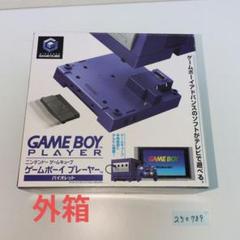 ゲームボーイアドバンスのソフトがテレビで遊べる。
GAME BOY
PLAYER
ニンテンドー ゲームキューブ
ゲームボーイ プレーヤー
バイオレット
外箱